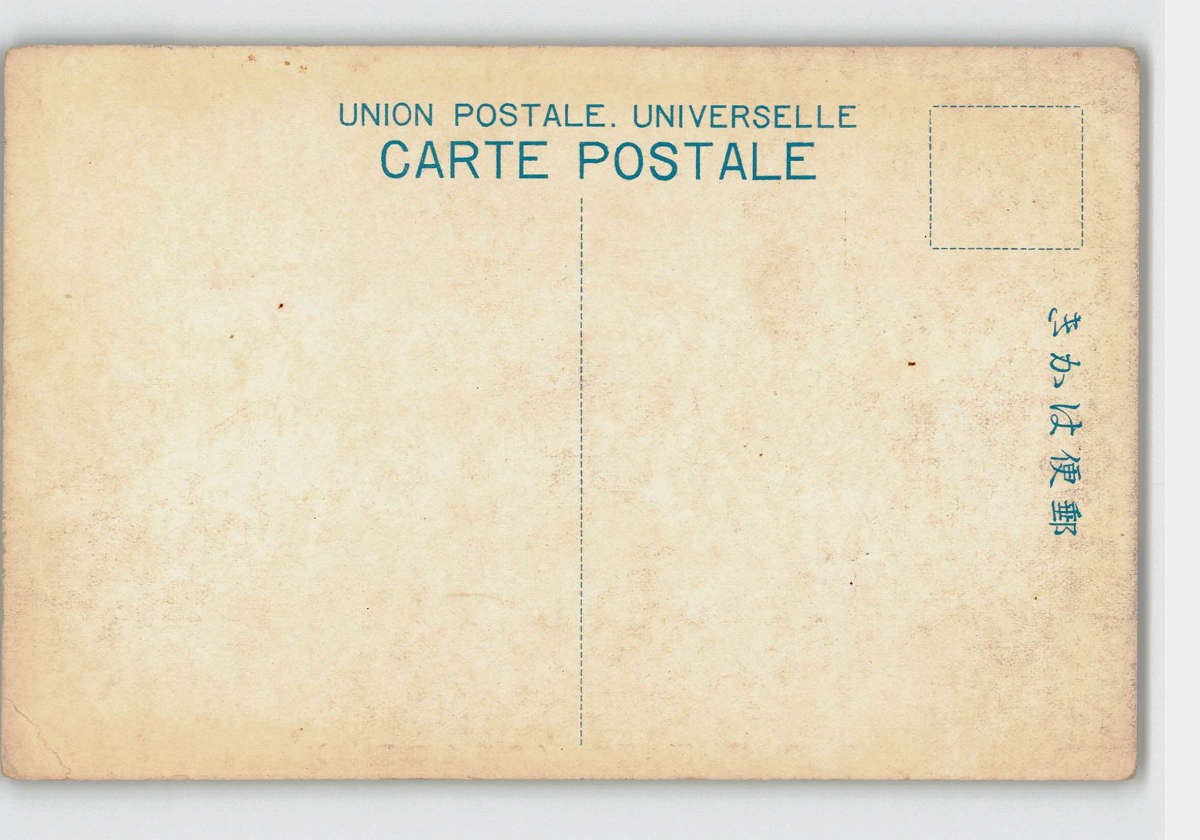 UNION POSTALE. UNIVERSELLE
CARTE POSTALE
郵便はかき